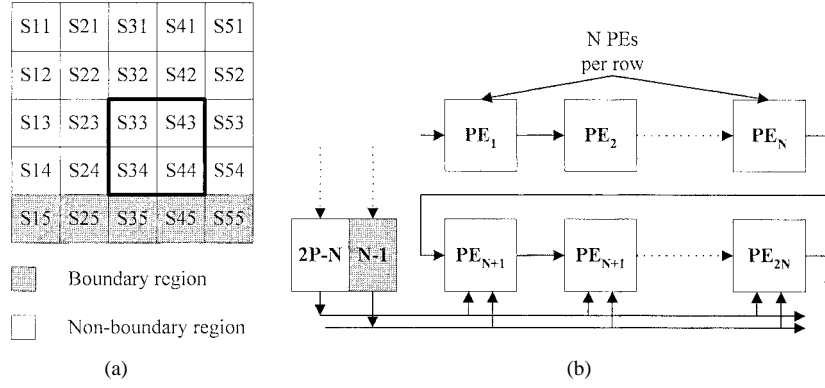 S11 S21 S31 S41 S51
S12 S22 S32 S42 S52
S13 S23 S33 S43 S53
S14 S24 S34 S44 S54
S15 S25 S35 S45 S55
Boundary region
Non-boundary region
(a)
N PEs
per row
PE1 PE2 PEN
2P-N N-1 PEN+1 PEN+1 PE2N
(b)